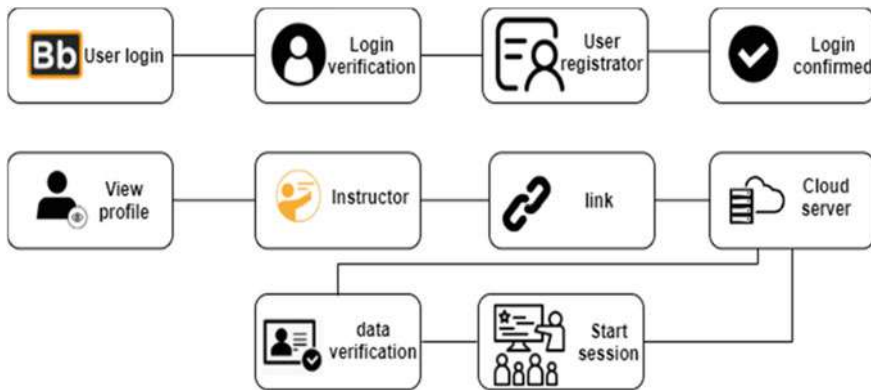 Bb User login
Login
verification
User
registrator
Login
confirmed
View
profile
Instructor
link
Cloud
server
data
verification
Start
session